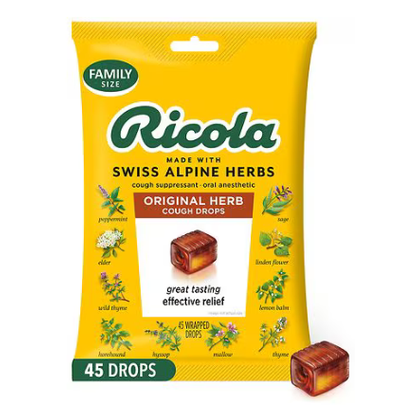 FAMILY
SIZE
Ricola
MADE WITH
SWISS ALPINE HERBS
cough suppressant · oral anesthetic
ORIGINAL HERB
COUGH DROPS
peppermint
sage
elder
linden flower
great tasting
effective relief
wild thyme
lemon balm
45 WRAPPED
DROPS
horehound
hyssop
mallow
thyme
45 DROPS